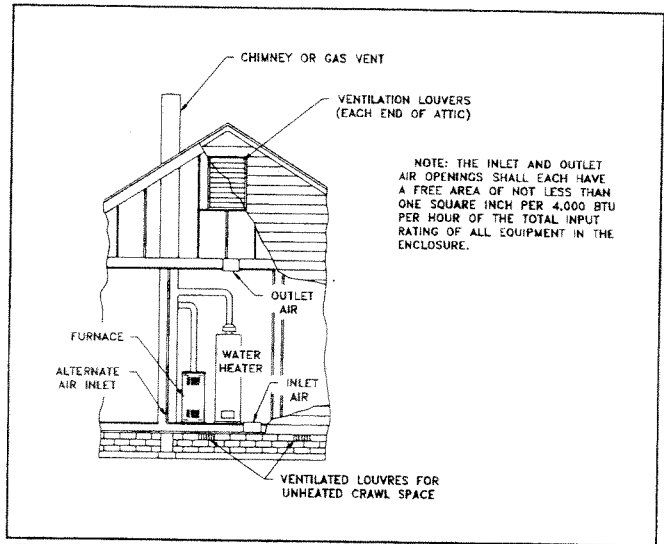 CHIMNEY OR GAS VENT
VENTILATION LOUVERS
(EACH END OF ATTIC)
NOTE: THE INLET AND OUTLET
AIR OPENINGS SHALL EACH HAVE
A FREE AREA OF NOT LESS THAN
ONE SQUARE INCH PER 4,000 BTU
PER HOUR OF THE TOTAL INPUT
RATING OF ALL EQUIPMENT IN THE
ENCLOSURE.
OUTLET
AIR
FURNACE
WATER
HEATER
ALTERNATE
AIR INLET
INLET
AIR
VENTILATED LOUVRES FOR
UNHEATED CRAWL SPACE